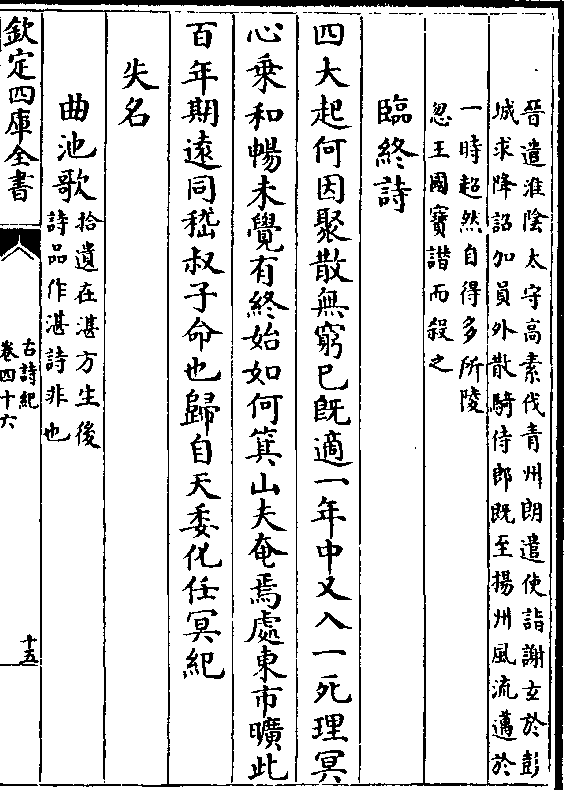 晉遣淮陰太守高素伐青州朗遣使詣謝玄於彭
城求降詔加員外散騎侍郎既至揚州風流邁於
一時超然自得多所陵
忽王國寶譖而殺之
臨終詩
四大起何因聚散無窮已既適一年中又入一死理冥
心乗和暢未覺有終始如何箕山夫奄焉處東市曠此
百年期逺同嵇叔子命也歸自天委化任冥紀
失名
曲池歌
拾遺在湛方生後
詩品作湛詩非也
欽定四庫全書
古詩紀
卷四十六
十五